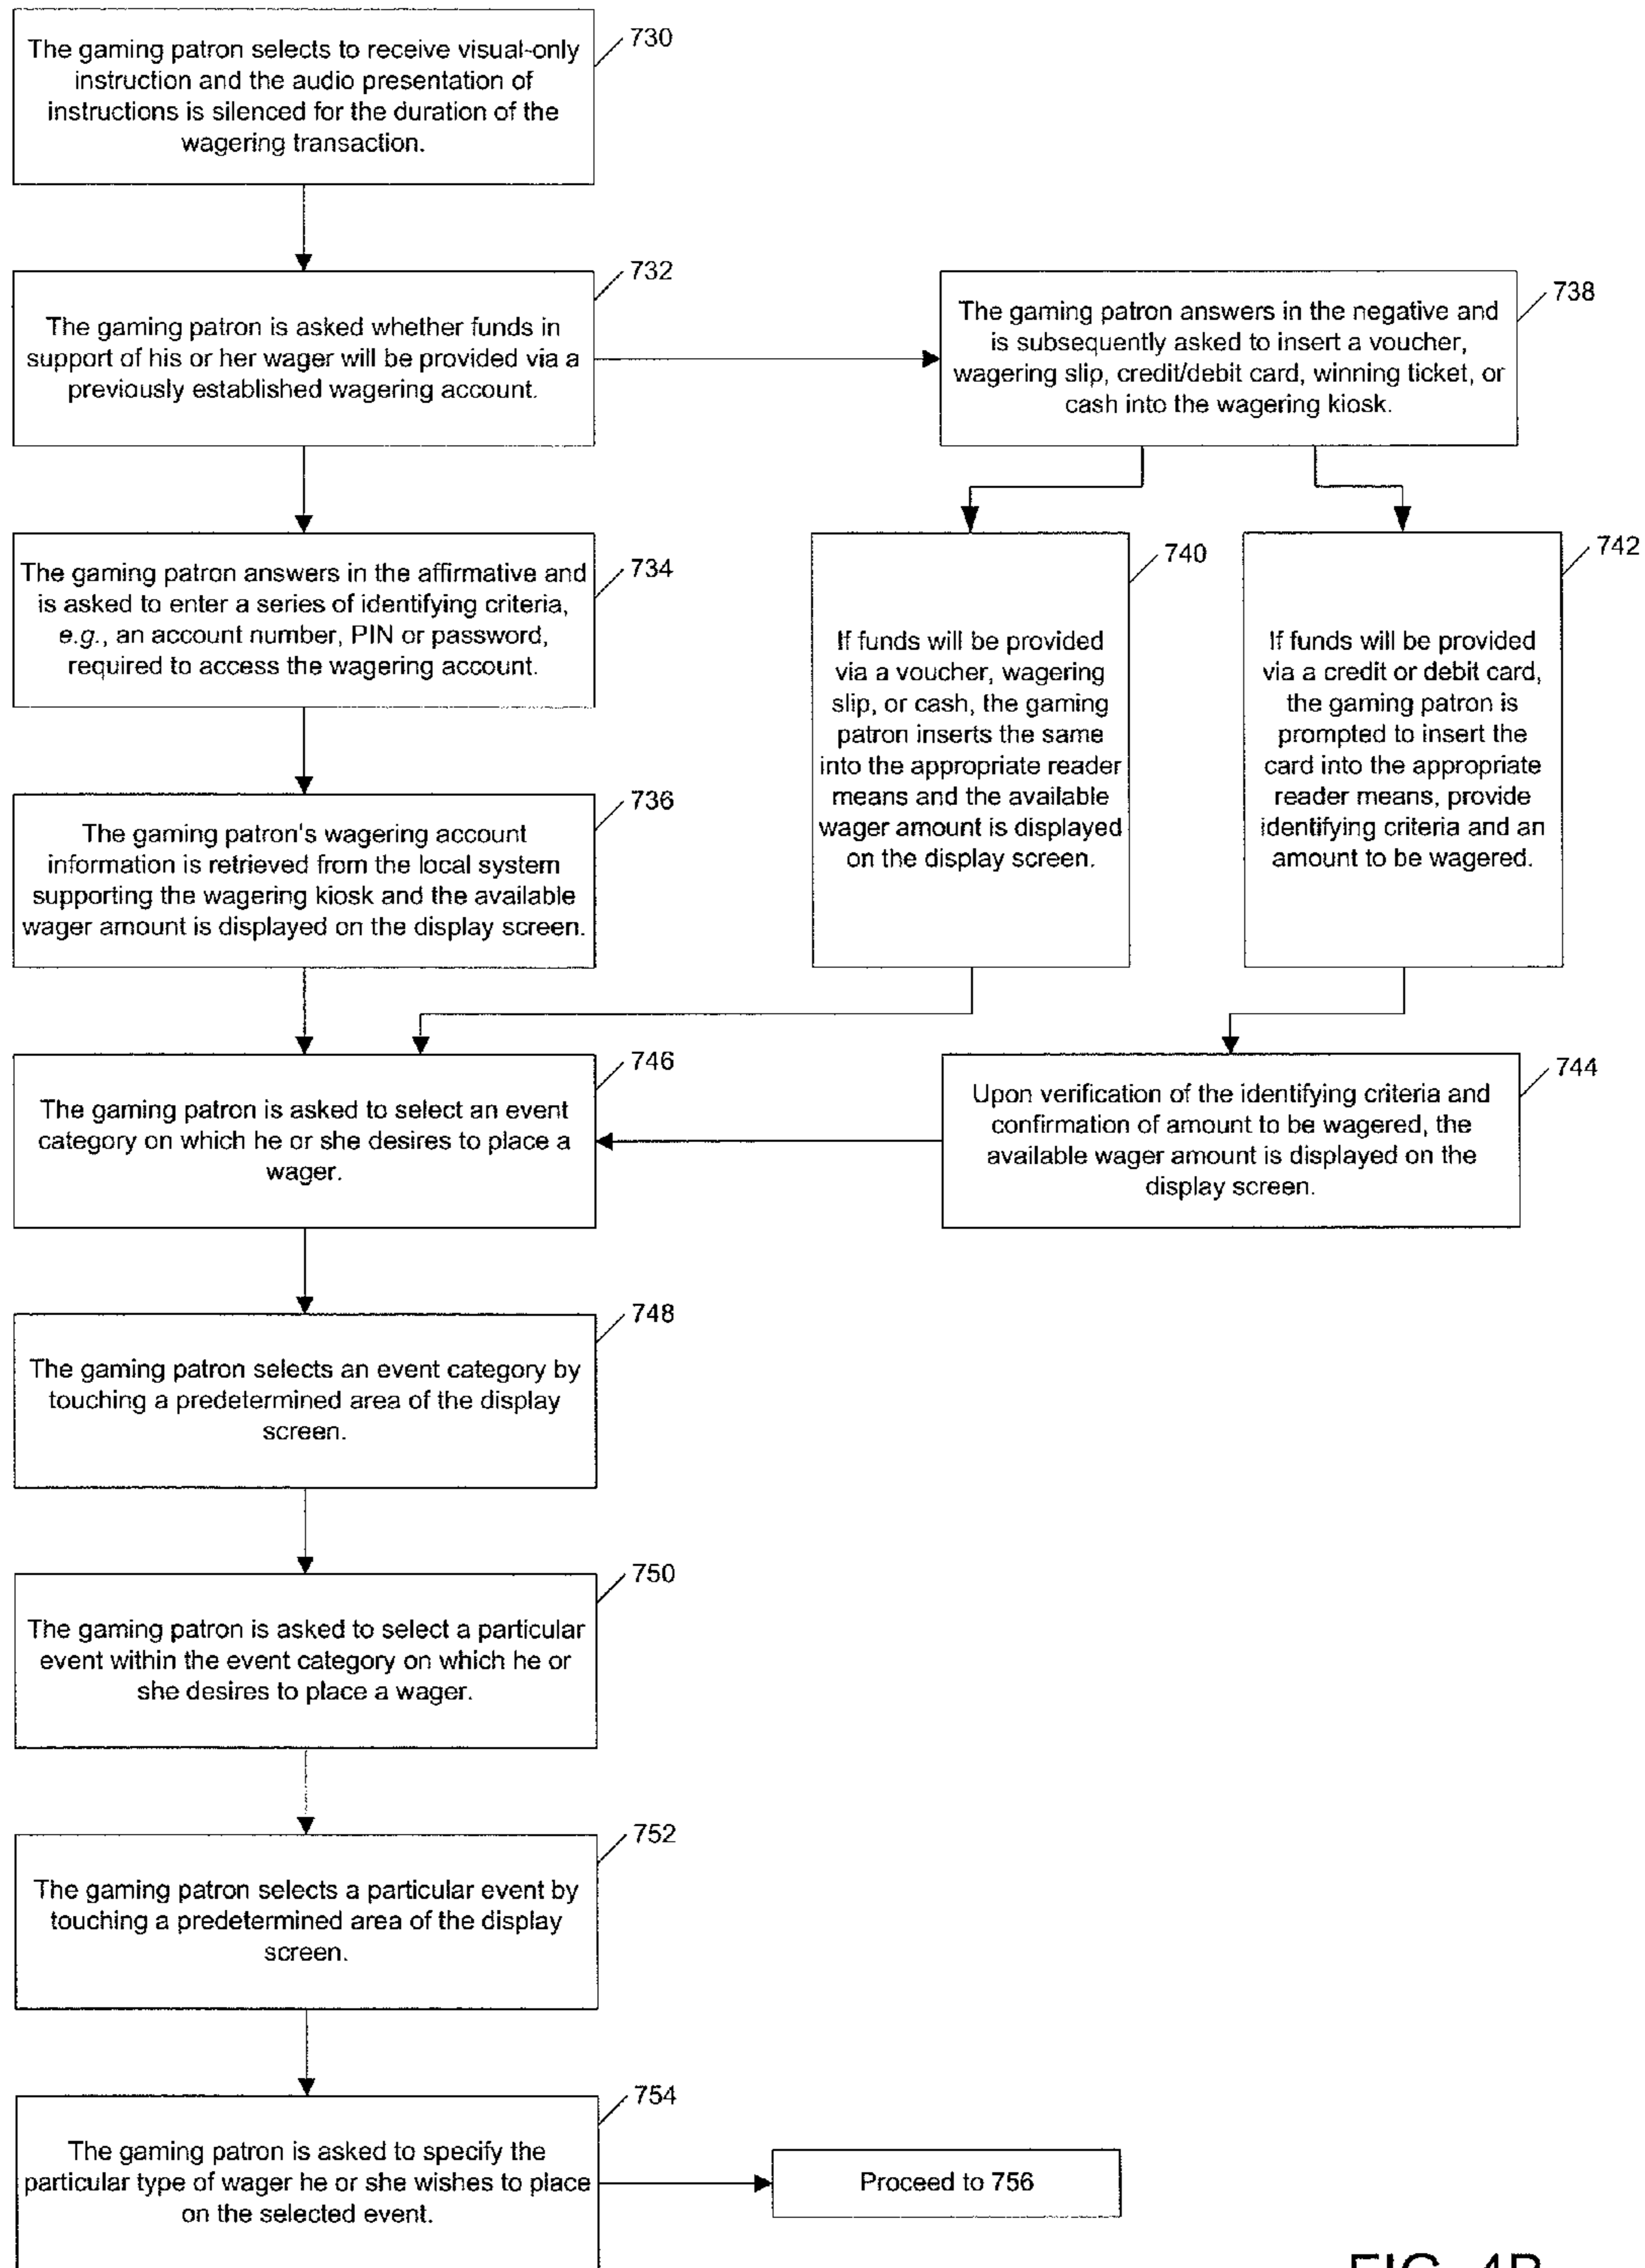 The gaming patron selects to receive visual-only
instruction and the audio presentation of
instructions is silenced for the duration of the
wagering transaction.
730
The gaming patron is asked whether funds in
support of his or her wager will be provided via a
previously established wagering account.
732
The gaming patron answers in the negative and
is subsequently asked to insert a voucher,
wagering slip, credit/debit card, winning ticket, or
cash into the wagering kiosk.
738
The gaming patron answers in the affirmative and
is asked to enter a series of identifying criteria,
e.g., an account number, PIN or password,
required to access the wagering account.
734
If funds will be provided
via a voucher, wagering
slip, or cash, the gaming
patron inserts the same
into the appropriate reader
means and the available
wager amount is displayed
on the display screen.
740
If funds will be provided
via a credit or debit card,
the gaming patron is
prompted to insert the
card into the appropriate
reader means, provide
identifying criteria and an
amount to be wagered.
742
The gaming patron's wagering account
information is retrieved from the local system
supporting the wagering kiosk and the available
wager amount is displayed on the display screen.
736
The gaming patron is asked to select an event
category on which he or she desires to place a
wager.
746
Upon verification of the identifying criteria and
confirmation of amount to be wagered, the
available wager amount is displayed on the
display screen.
744
The gaming patron selects an event category by
touching a predetermined area of the display
screen.
748
The gaming patron is asked to select a particular
event within the event category on which he or
she desires to place a wager.
750
The gaming patron selects a particular event by
touching a predetermined area of the display
screen.
752
The gaming patron is asked to specify the
particular type of wager he or she wishes to place
on the selected event.
754
Proceed to 756
FIG. 4B